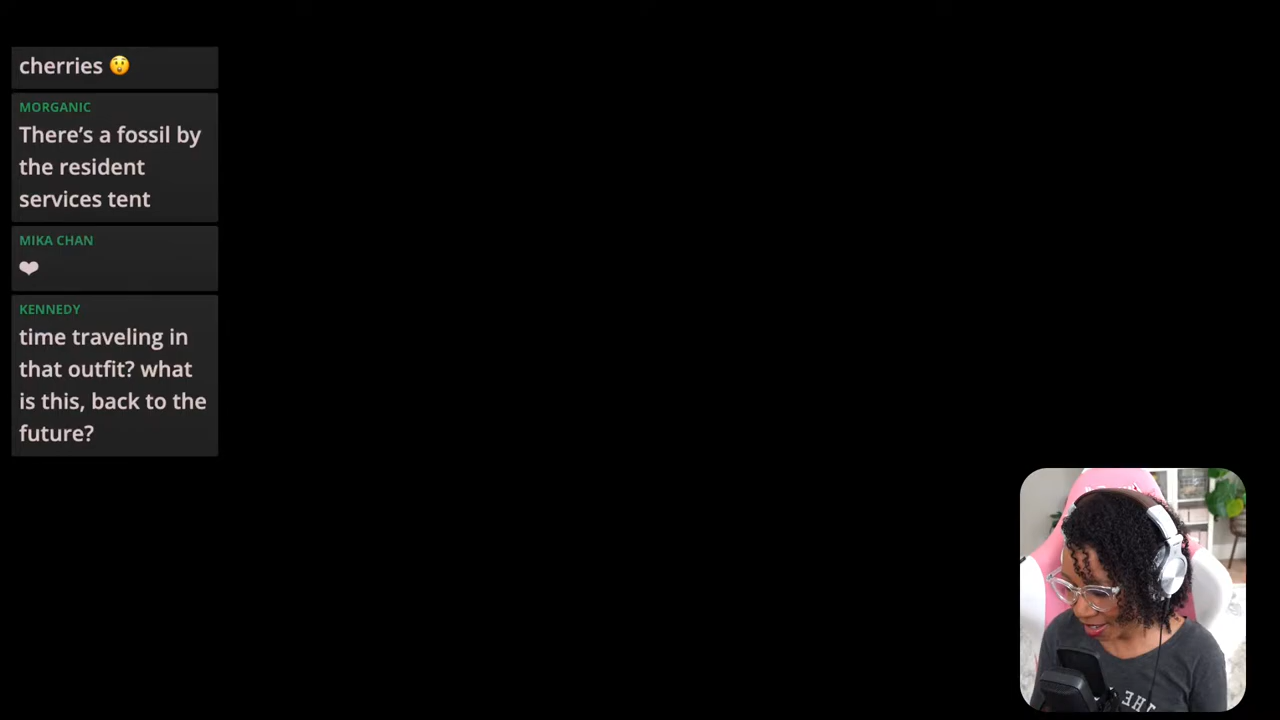 cherries 😲
MORGANIC
There’s a fossil by
the resident
services tent
MIKA CHAN
❤
KENNEDY
time traveling in
that outfit? what
is this, back to the
future?
THE